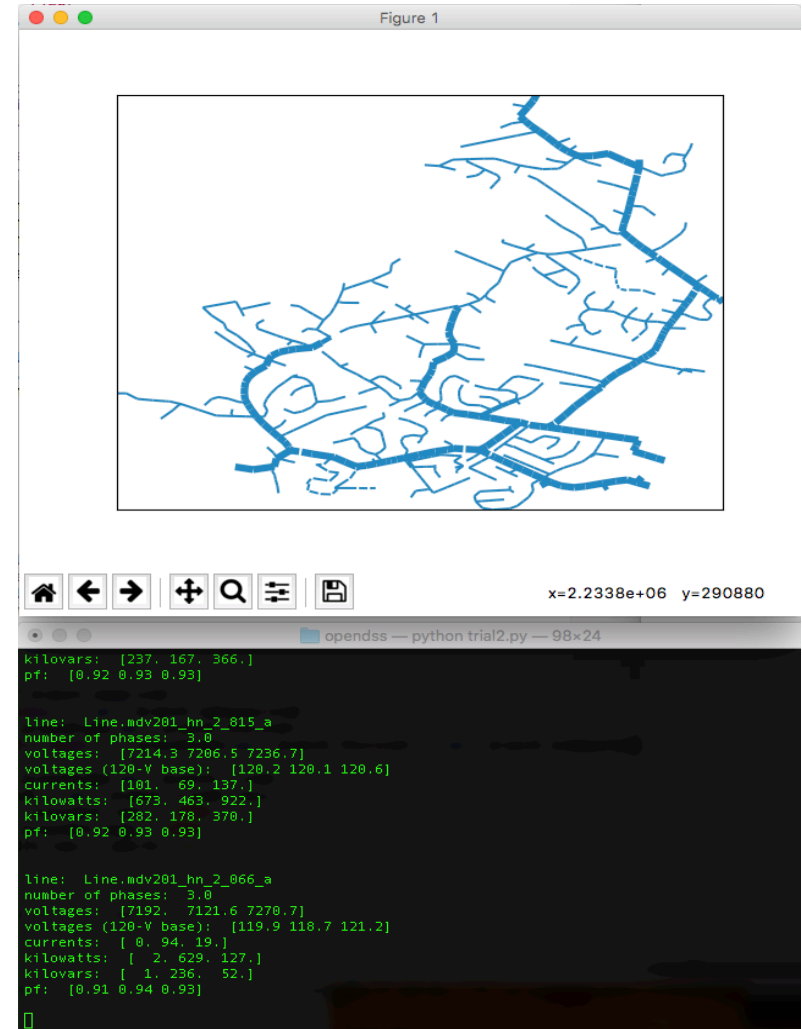 Figure 1
x=2.2338e+06 y=290880
opendss — python trial2.py — 98×24
kilovars: [237. 167. 366.]
pf: [0.92 0.93 0.93]
line: Line.mdv201_hn_2_815_a
number of phases: 3.0
voltages: [7214.3 7206.5 7236.7]
voltages (120-V base): [120.2 120.1 120.6]
currents: [101. 69. 137.]
kilowatts: [673. 463. 922.]
kilovars: [282. 178. 370.]
pf: [0.92 0.93 0.93]
line: Line.mdv201_hn_2_066_a
number of phases: 3.0
voltages: [7192. 7121.6 7270.7]
voltages (120-V base): [119.9 118.7 121.2]
currents: [ 0. 94. 19.]
kilowatts: [ 2. 629. 127.]
kilovars: [ 1. 236. 52.]
pf: [0.91 0.94 0.93]